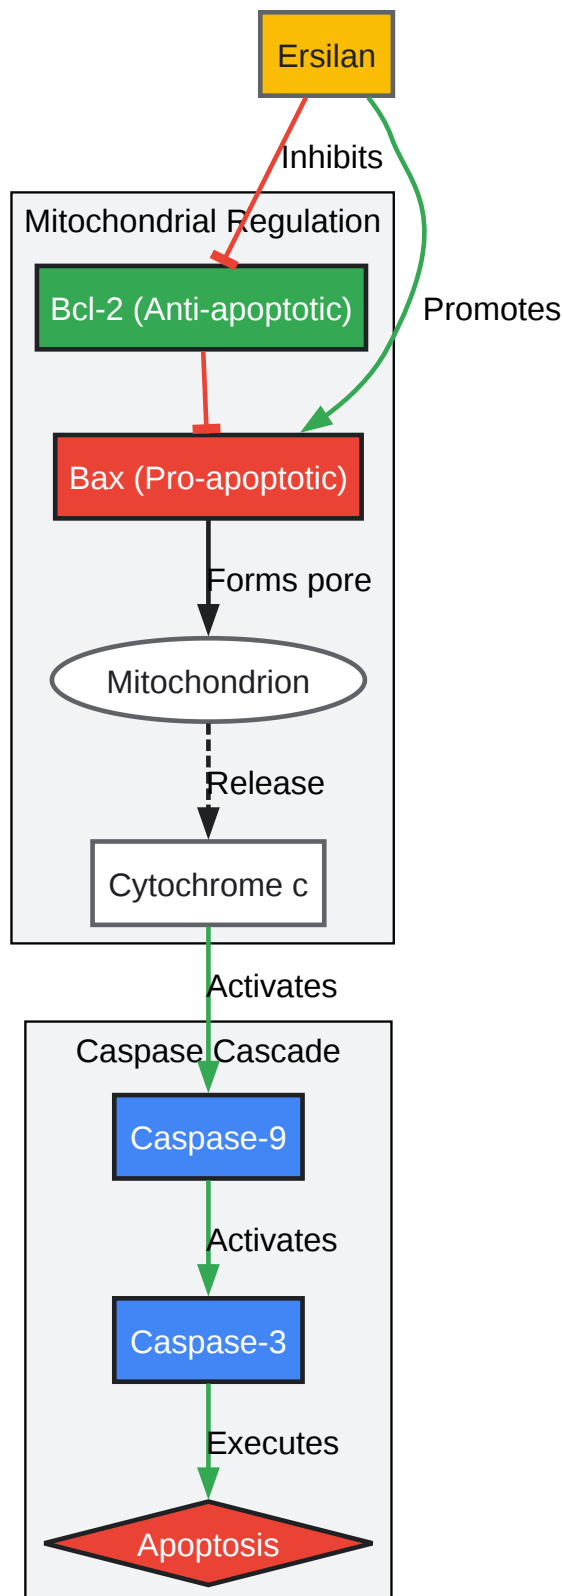 Ersilan
Inhibits
Mitochondrial Regulation
Bcl-2 (Anti-apoptotic)
Promotes
Bax (Pro-apoptotic)
Forms pore
Mitochondrion
Release
Cytochrome c
Activates
Caspase Cascade
Caspase-9
Activates
Caspase-3
Executes
Apoptosis